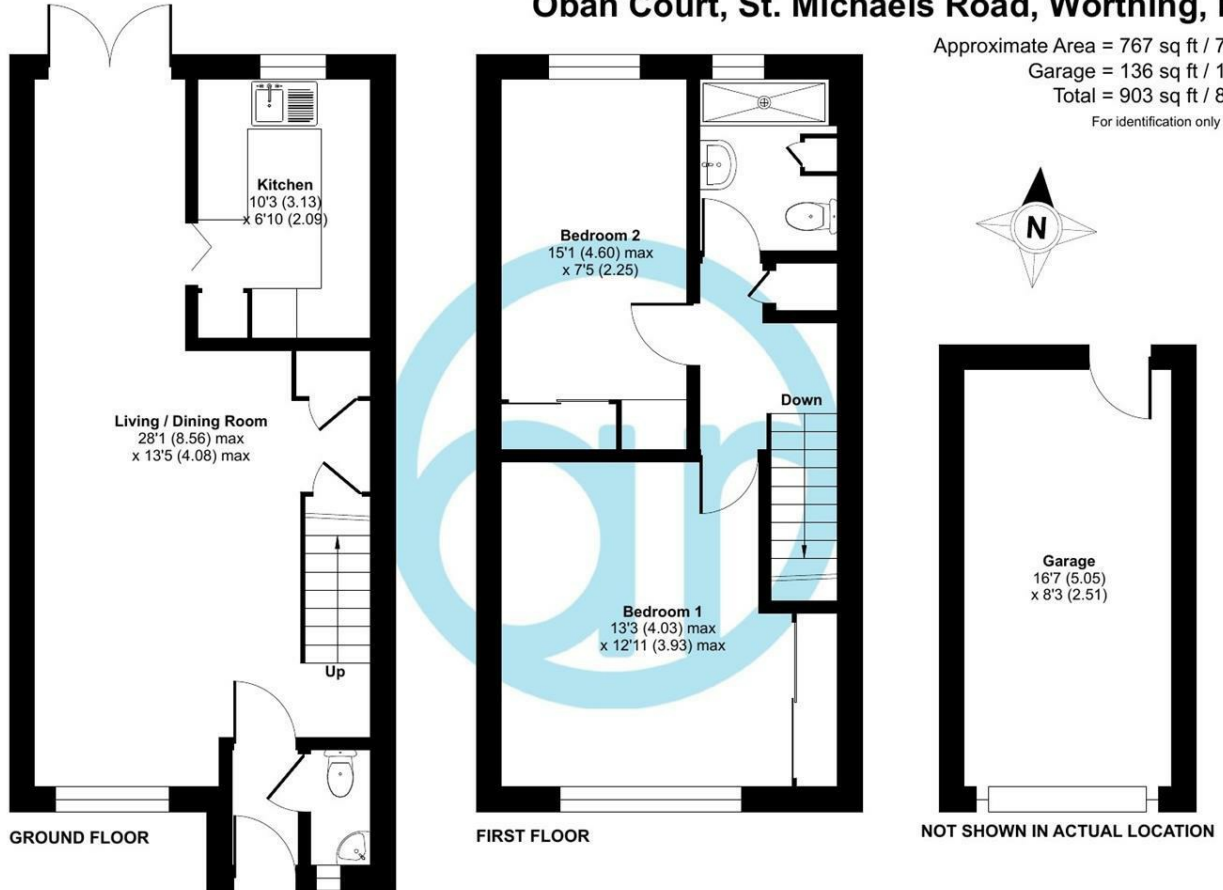 Oban Court, St. Michaels Road, Worthing,
Approximate Area = 767 sq ft /
Garage = 136 sq ft /
Total = 903 sq ft /
For identification only
N
Kitchen
10'3 (3.13)
x 6'10 (2.09)
Living / Dining Room
28'1 (8.56) max
x 13'5 (4.08) max
Up
GROUND FLOOR
Bedroom 2
15'1 (4.60) max
x 7'5 (2.25)
Down
Bedroom 1
13'3 (4.03) max
x 12'11 (3.93) max
FIRST FLOOR
Garage
16'7 (5.05)
x 8'3 (2.51)
NOT SHOWN IN ACTUAL LOCATION